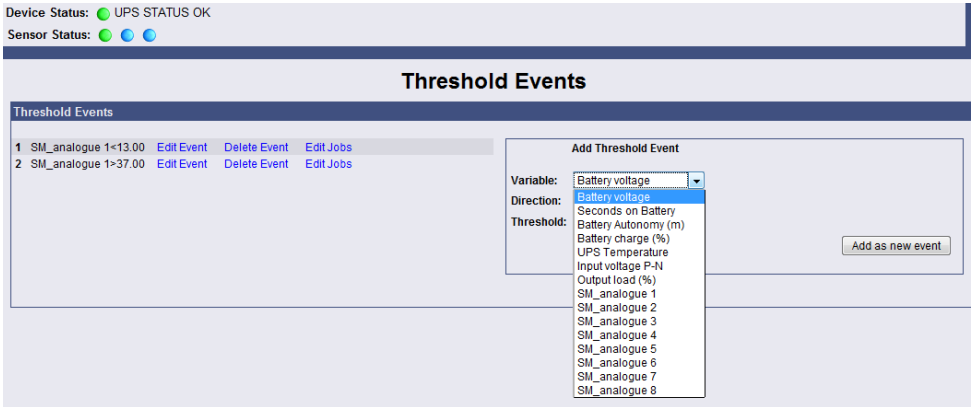 Device Status: UPS STATUS OK
Sensor Status:
Threshold Events
Threshold Events
1 SM_analogue 1<13.00 Edit Event Delete Event Edit Jobs
2 SM_analogue 1>37.00 Edit Event Delete Event Edit Jobs
Add Threshold Event
Variable: Battery voltage
Direction:
Threshold:
Battery voltage
Seconds on Battery
Battery Autonomy (m)
Battery charge (%)
UPS Temperature
Input voltage P-N
Output load (%)
SM_analogue 1
SM_analogue 2
SM_analogue 3
SM_analogue 4
SM_analogue 5
SM_analogue 6
SM_analogue 7
SM_analogue 8
Add as new event